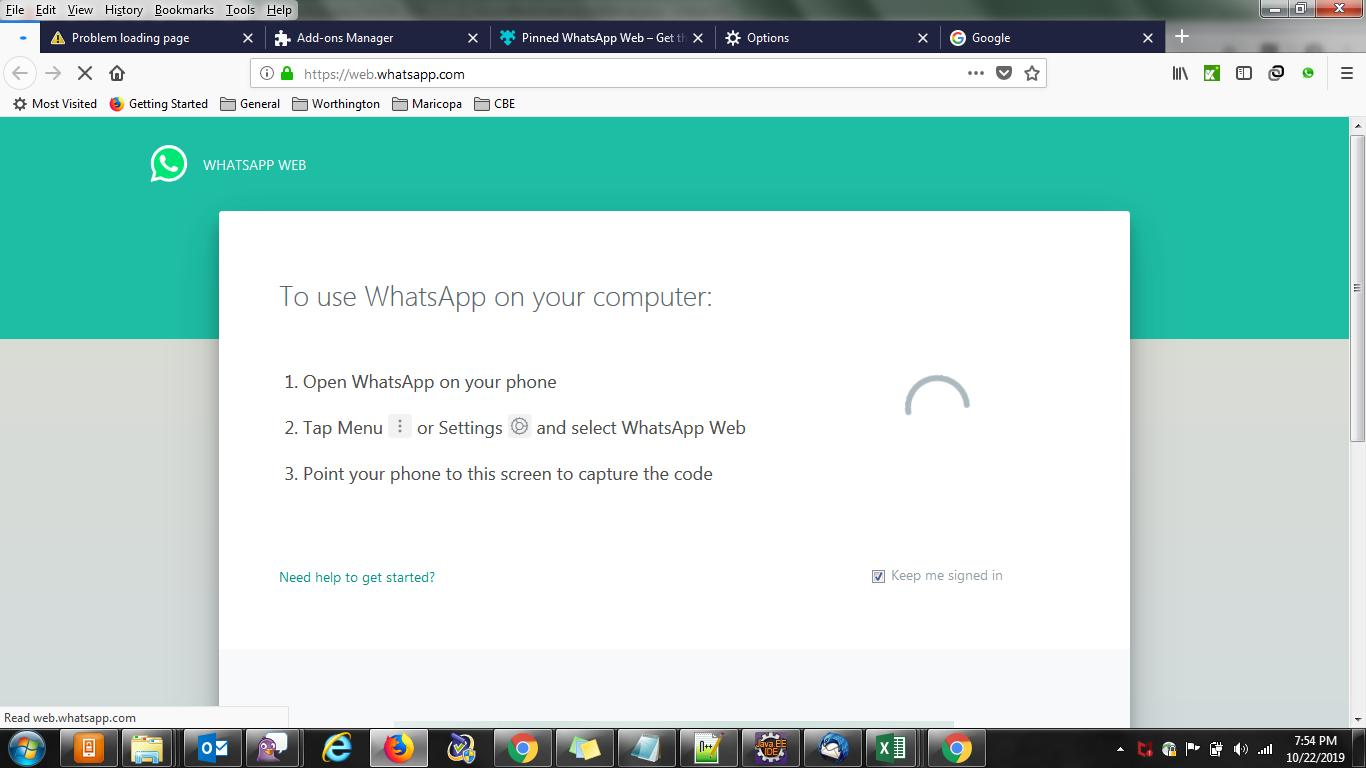 File Edit View History Bookmarks Tools Help
Problem loading page
Add-ons Manager
Pinned WhatsApp Web – Get th
Options
Google
https://web.whatsapp.com
Most Visited
Getting Started
General
Worthington
Maricopa
CBE
WHATSAPP WEB
To use WhatsApp on your computer:
1. Open WhatsApp on your phone
2. Tap Menu or Settings and select WhatsApp Web
3. Point your phone to this screen to capture the code
Need help to get started?
Keep me signed in
Read web.whatsapp.com
Java EE
IDE
7:54 PM
10/22/2019